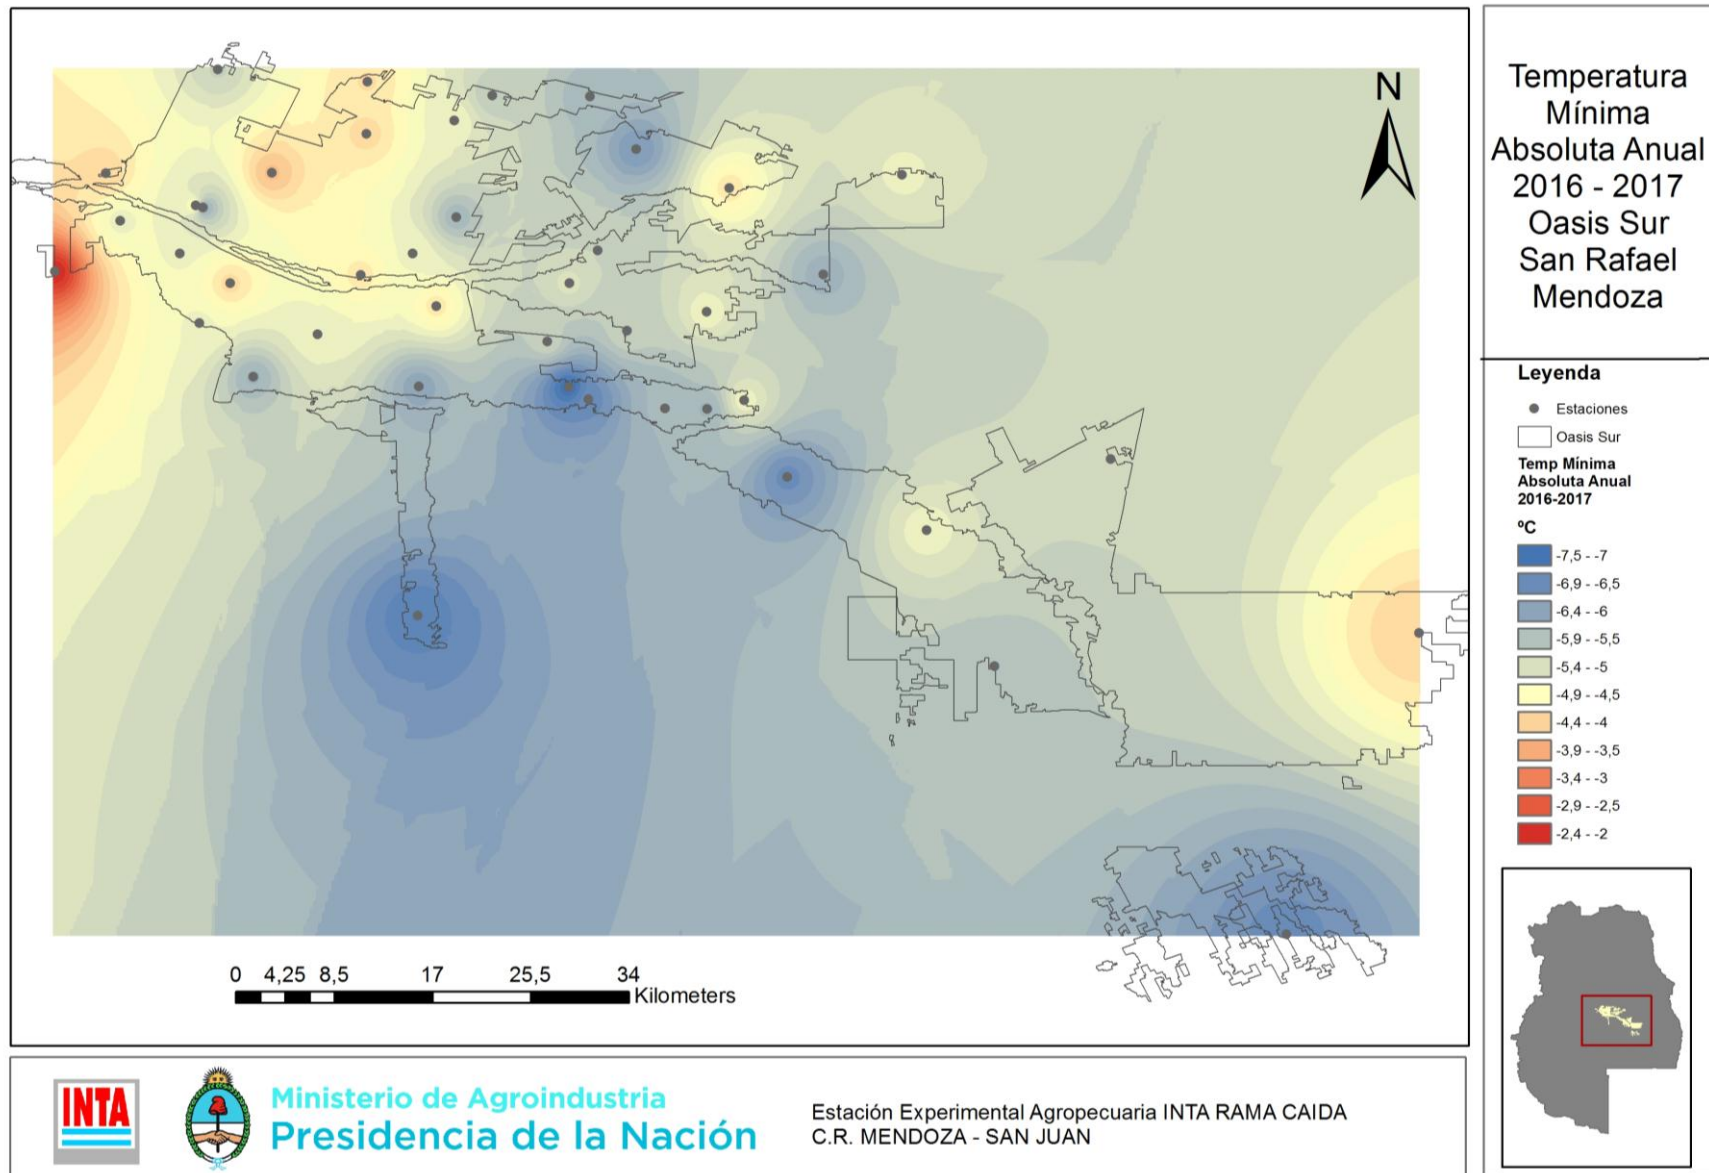 N
Temperatura
Mínima
Absoluta Anual
2016 - 2017
Oasis Sur
San Rafael
Mendoza
Leyenda
Estaciones
Oasis Sur
Temp Mínima
Absoluta Anual
2016-2017
ºC
-7,5 - -7
-6,9 - -6,5
-6,4 - -6
-5,9 - -5,5
-5,4 - -5
-4,9 - -4,5
-4,4 - -4
-3,9 - -3,5
-3,4 - -3
-2,9 - -2,5
-2,4 - -2
0 4,25 8,5 17 25,5 34
Kilometers
INTA
Ministerio de Agroindustria
Presidencia de la Nación
Estación Experimental Agropecuaria INTA RAMA CAIDA
C.R. MENDOZA - SAN JUAN